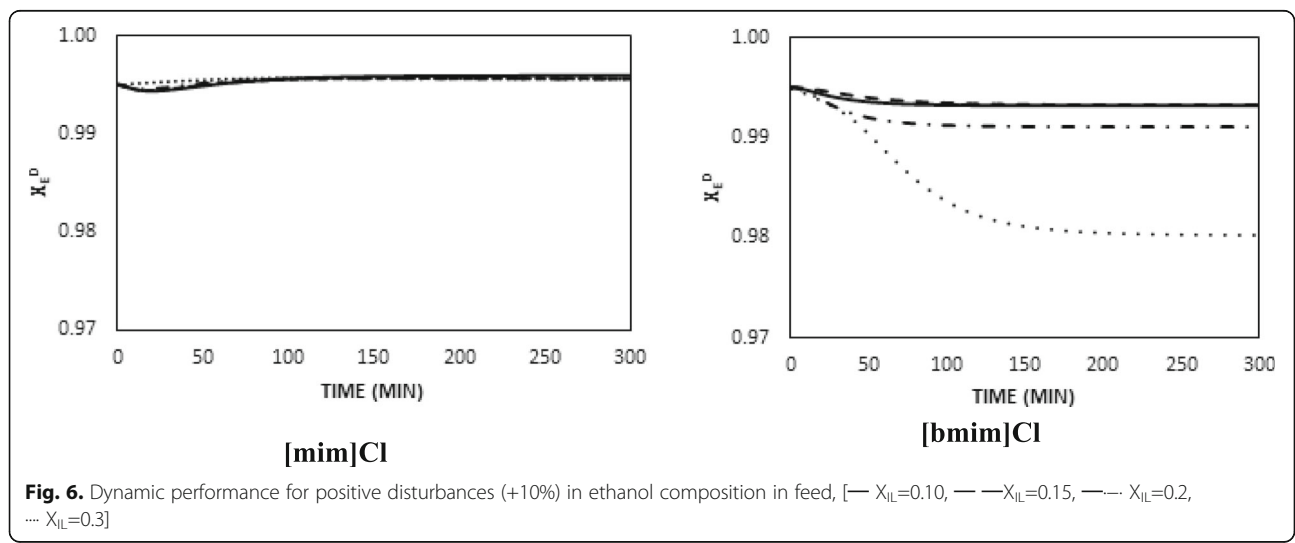 1.00
0.99
0.98
0.97
X_E^D
0 50 100 150 200 250 300
TIME (MIN)
[mim]Cl
1.00
0.99
0.98
0.97
X_E^D
0 50 100 150 200 250 300
TIME (MIN)
[bmim]Cl
Fig. 6. Dynamic performance for positive disturbances (+10%) in ethanol composition in feed, [— X_IL=0.10, — —X_IL=0.15, —·–· X_IL=0.2,
···· X_IL=0.3]